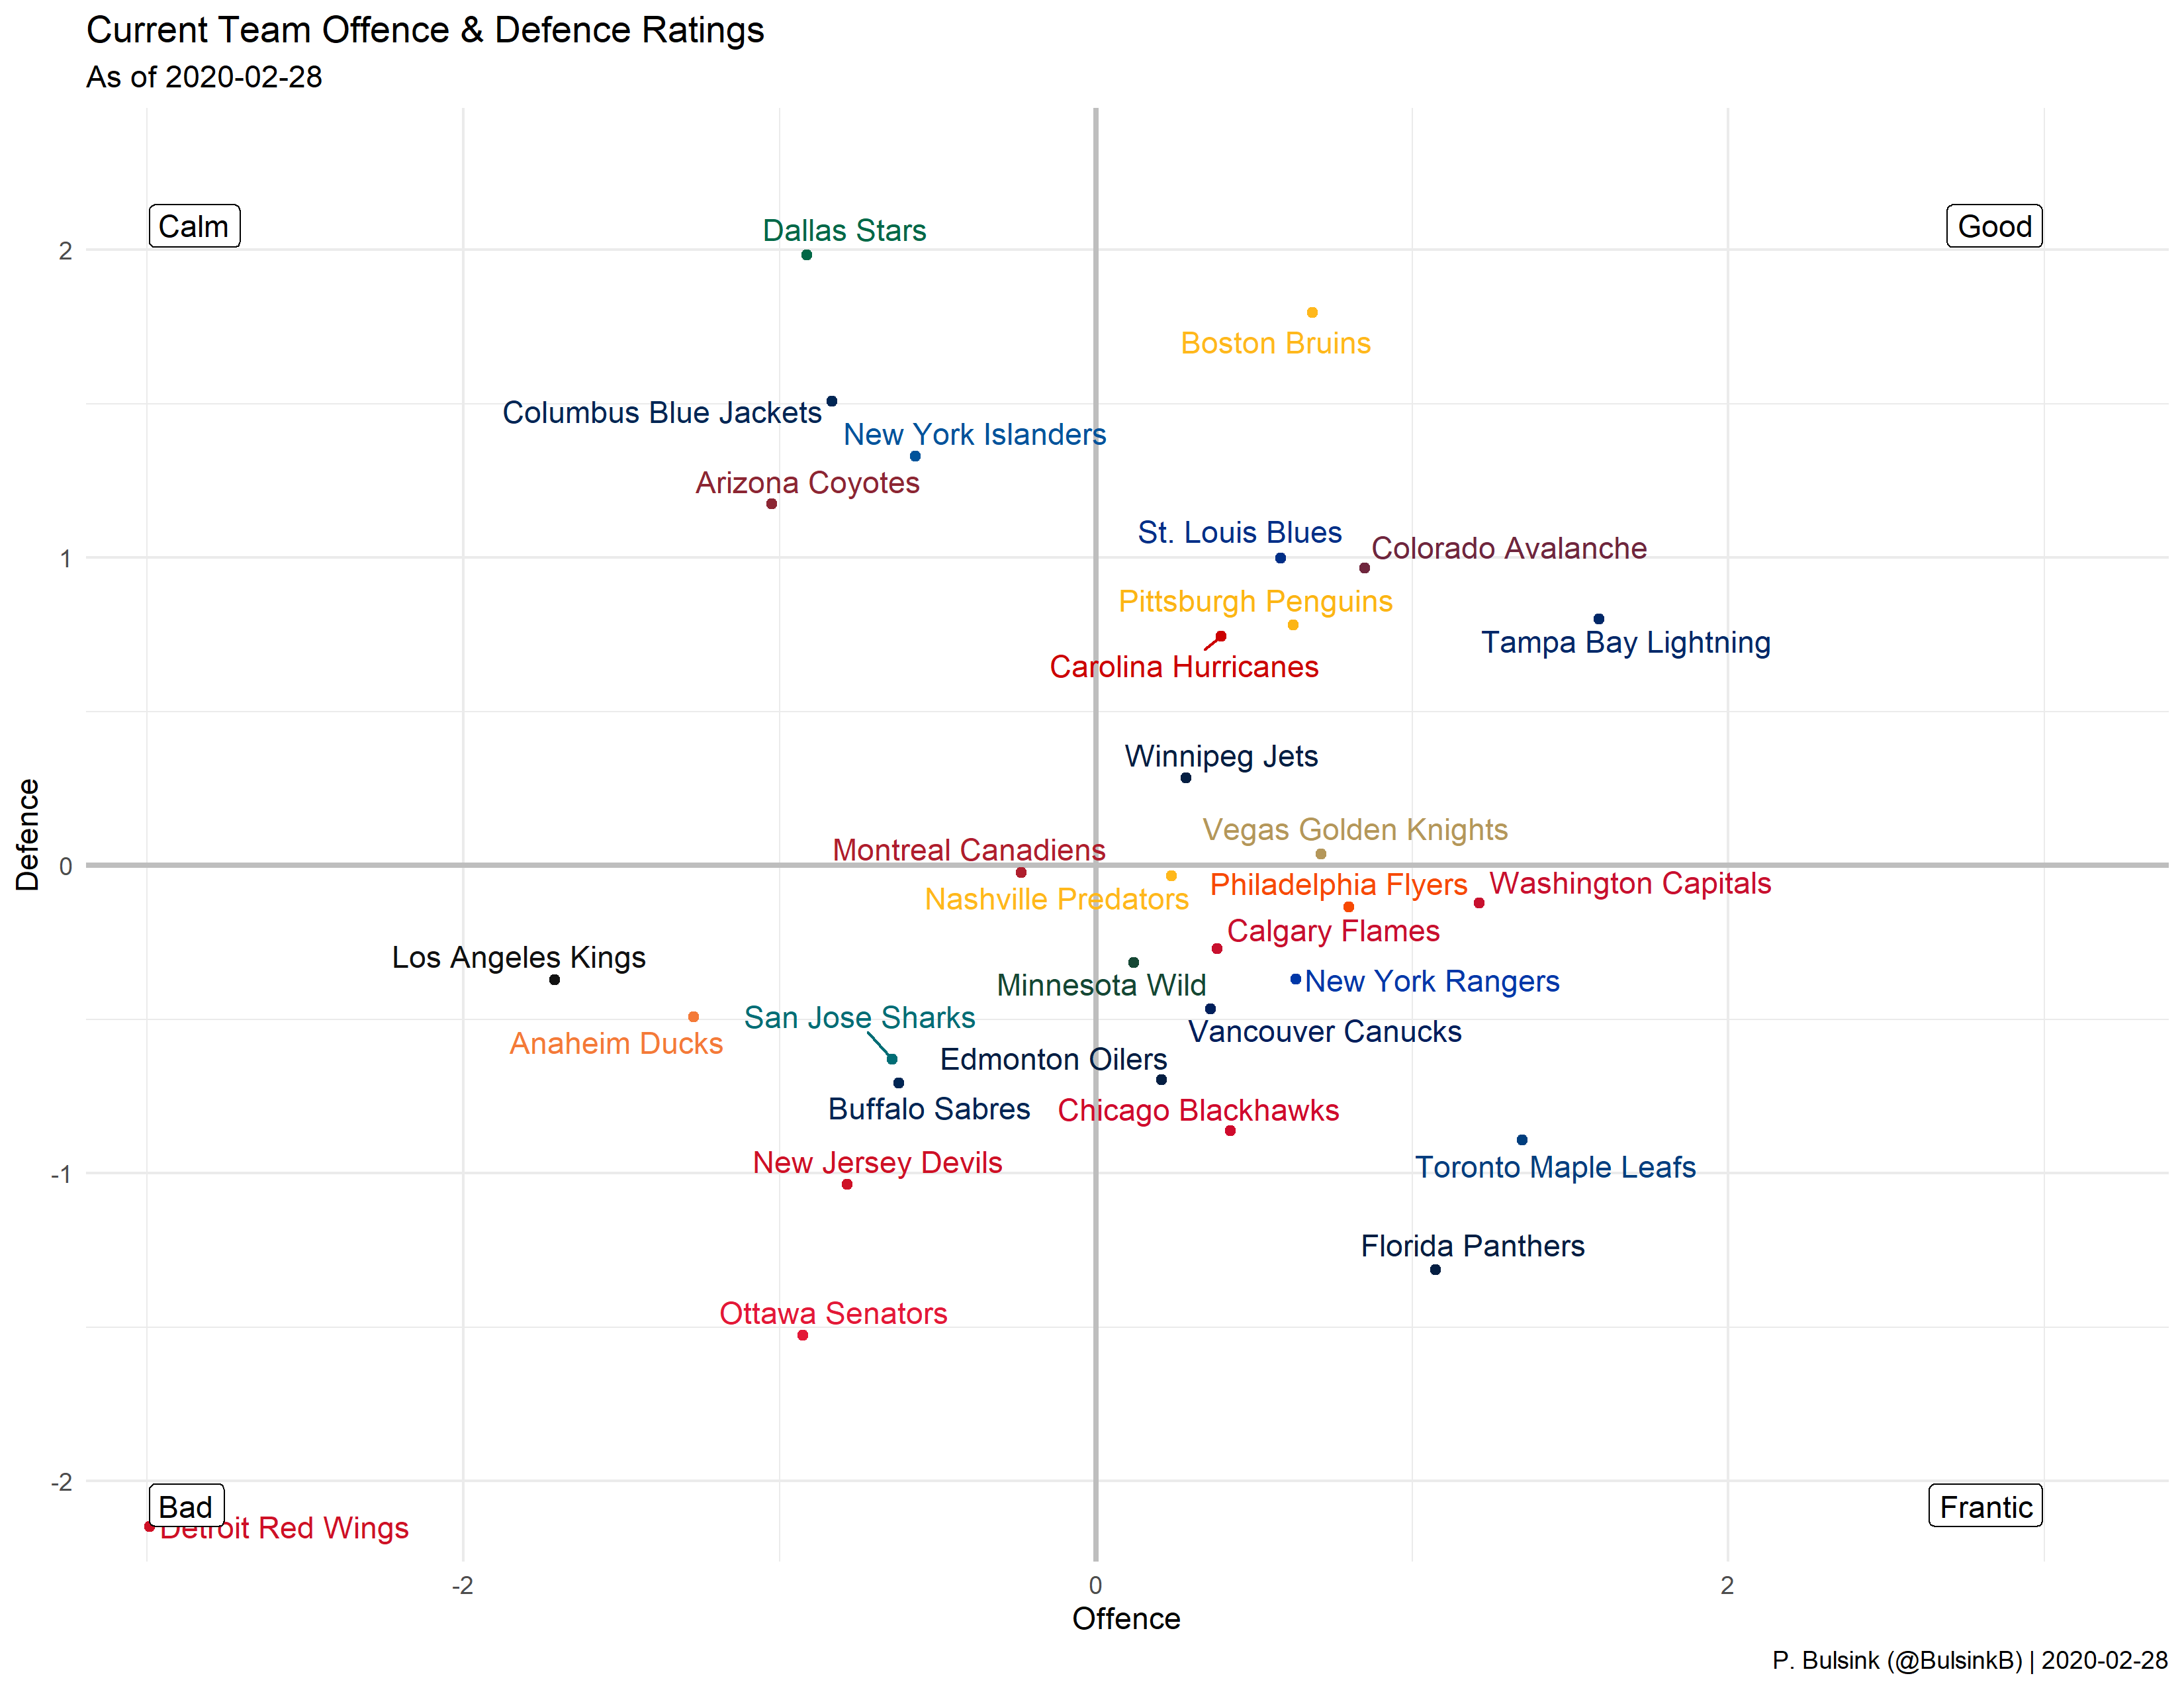 Current Team Offence & Defence Ratings
As of 2020-02-28
Calm
Good
Dallas Stars
2
Boston Bruins
Columbus Blue Jackets
New York Islanders
Arizona Coyotes
St. Louis Blues
Colorado Avalanche
1
Pittsburgh Penguins
Tampa Bay Lightning
Carolina Hurricanes
Winnipeg Jets
Vegas Golden Knights
Defence
Montreal Canadiens
0
Philadelphia Flyers
Washington Capitals
Nashville Predators
Calgary Flames
Los Angeles Kings
New York Rangers
Minnesota Wild
San Jose Sharks
Vancouver Canucks
Anaheim Ducks
Edmonton Oilers
Buffalo Sabres
Chicago Blackhawks
New Jersey Devils
Toronto Maple Leafs
-1
Florida Panthers
Ottawa Senators
-2
Bad
Frantic
Detroit Red Wings
-2
0
2
Offence
P. Bulsink (@BulsinkB) | 2020-02-28